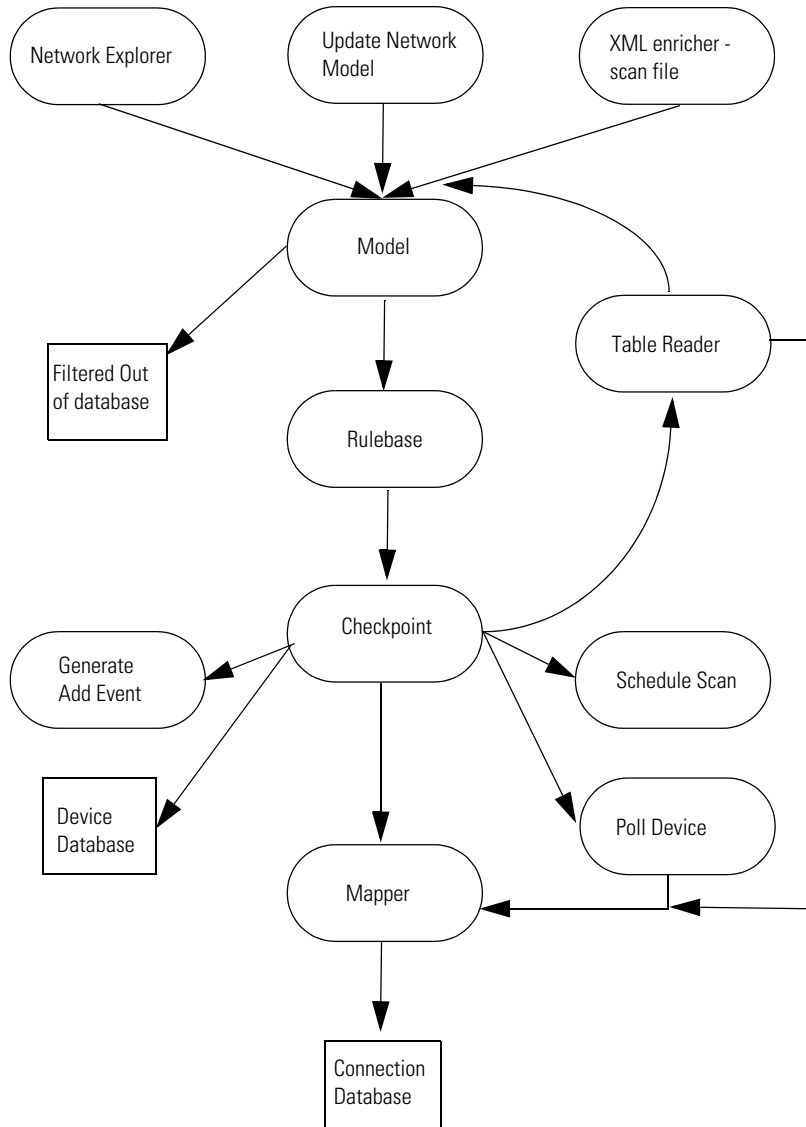 Network Explorer
Update Network
Model
XML enricher -
scan file
Model
Table Reader
Filtered Out
of database
Rulebase
Checkpoint
Generate
Add Event
Schedule Scan
Device
Database
Poll Device
Mapper
Connection
Database